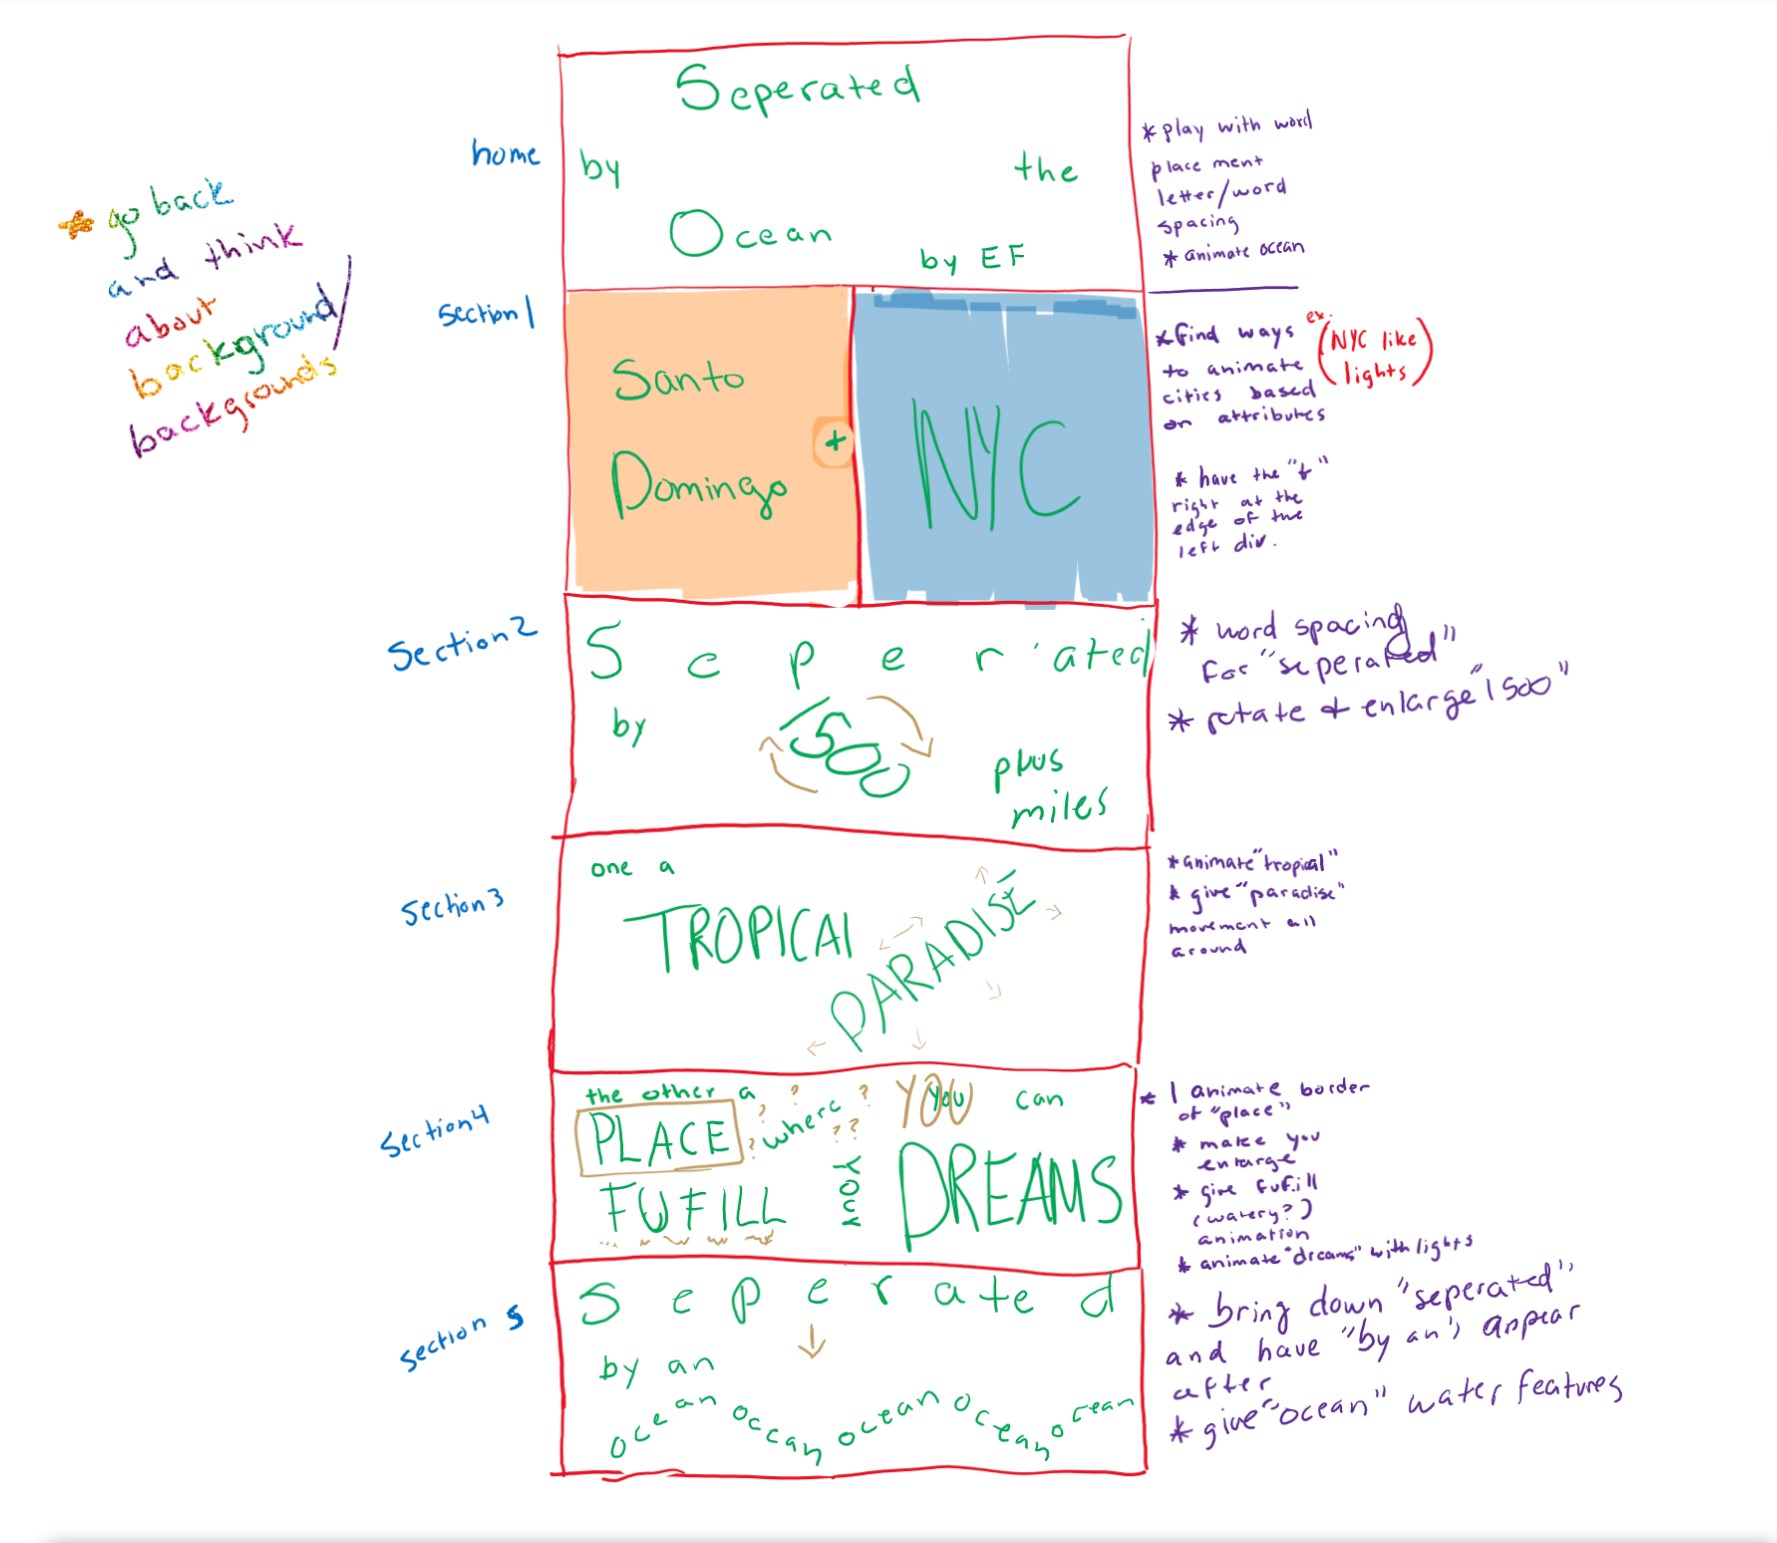 Seperated
home
by
the
Ocean
by EF
* play with word
place ment
letter/word
spacing
* animate ocean
go back
and think
about
background/
backgrounds
section 1
Santo
Domingo
+
NYC
* find ways
to animate
cities based
on attributes
ex.
(NYC like
lights)
* have the "+"
right at the
edge of the
left div.
Section 2
Seperated
by
1500
plus
miles
* word spacing
for "seperated"
* rotate & enlarge "1500"
Section 3
one a
TROPICAL
PARADISE
* animate "tropical"
* give "paradise"
movement all
around
Section 4
the other a
PLACE
? ? ? where ? ? ?
YOU
you
can
FUFILL
YOUR
DREAMS
* I animate border
of "place"
* make you
enlarge
* give fufill
(watery?)
animation
* animate "dreams" with lights
section 5
Seperated
by an
ocean ocean ocean ocean ocean
* bring down "seperated"
and have "by an" appear
after
* give "ocean" water features